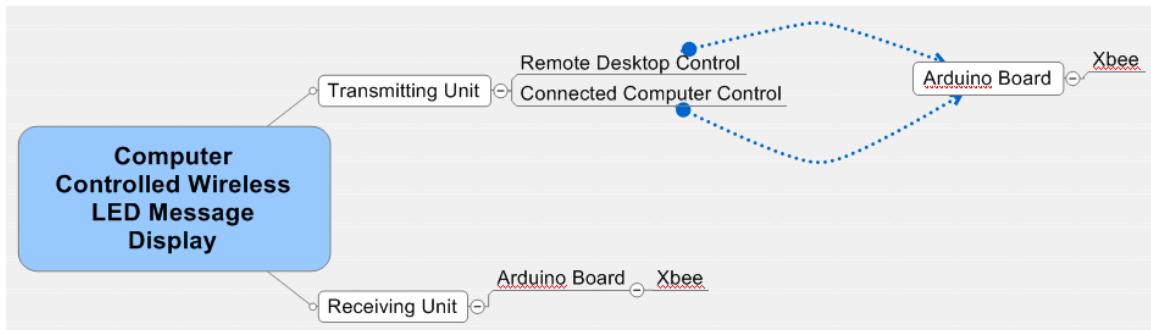 Computer
Controlled Wireless
LED Message
Display
Transmitting Unit
Remote Desktop Control
Connected Computer Control
Arduino Board
Xbee
Receiving Unit
Arduino Board
Xbee